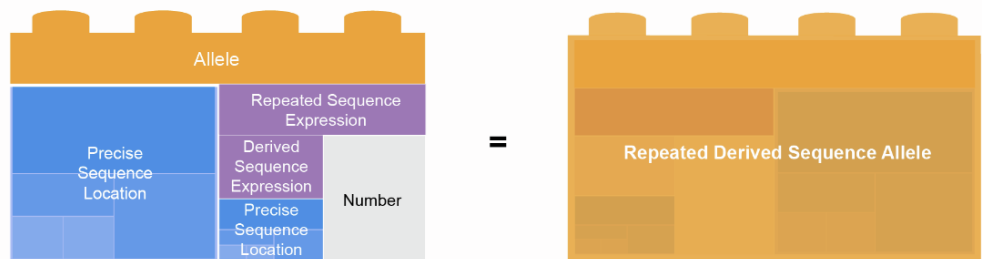 Allele
Repeated Sequence
Expression
Precise
Sequence
Location
Derived
Sequence
Expression
Number
Precise
Sequence
Location
=
Repeated Derived Sequence Allele